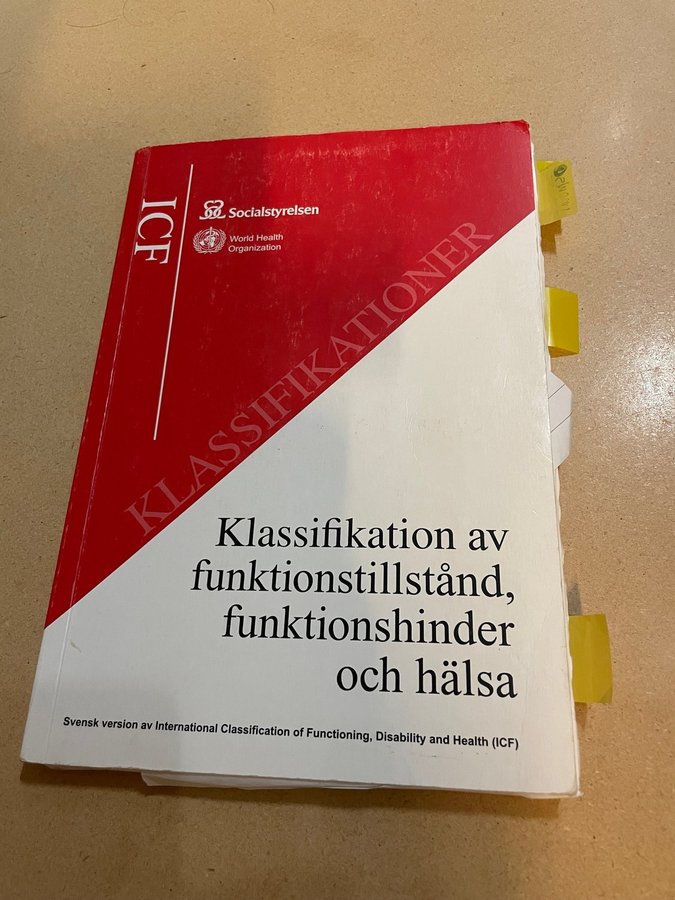 ICF
Socialstyrelsen
World Health
Organization
KLASSIFIKATIONER
Klassifikation av
funktionstillstånd,
funktionshinder
och hälsa
Svensk version av International Classification of Functioning, Disability and Health (ICF)